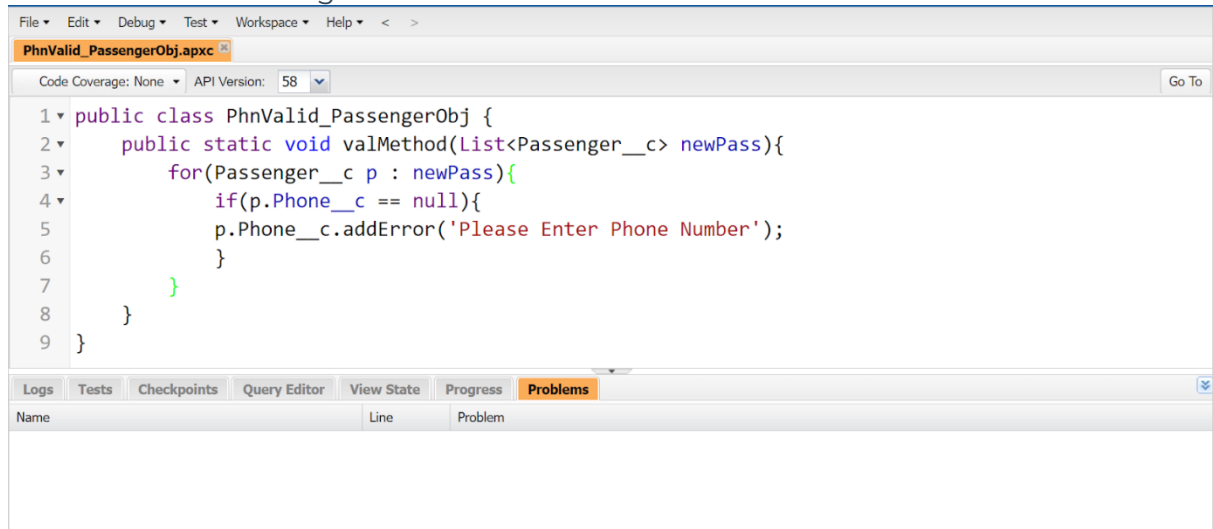 File Edit Debug Test Workspace Help < >
PhnValid_PassengerObj.apxc
Code Coverage: None API Version: 58 Go To
1 public class PhnValid_PassengerObj {
2 public static void valMethod(List<Passenger__c> newPass){
3 for(Passenger__c p : newPass){
4 if(p.Phone__c == null){
5 p.Phone__c.addError('Please Enter Phone Number');
6 }
7 }
8 }
9 }
Logs Tests Checkpoints Query Editor View State Progress Problems
Name Line Problem